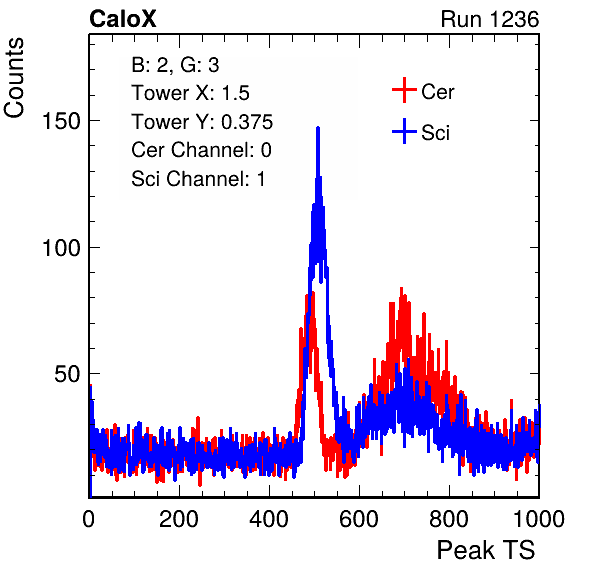 CaloX Run 1236
B: 2, G: 3
Tower X: 1.5
Tower Y: 0.375
Cer Channel: 0
Sci Channel: 1
Cer
Sci
Counts
150
100
50
0 200 400 600 800 1000
Peak TS